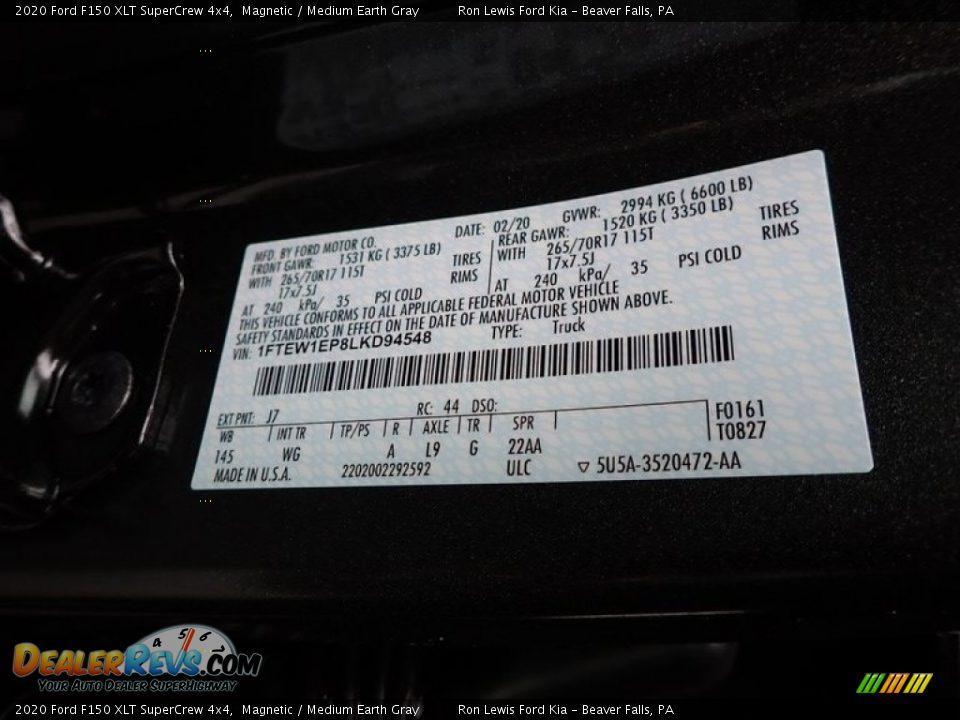 2020 Ford F150 XLT SuperCrew 4x4, Magnetic / Medium Earth Gray Ron Lewis Ford Kia - Beaver Falls, PA
MFD. BY FORD MOTOR CO. DATE: 02/20 GVWR: 2994 KG ( 6600 LB)
FRONT GAWR: 1531 KG ( 3375 LB) REAR GAWR: 1520 KG ( 3350 LB)
WITH 265/70R17 115T TIRES WITH 265/70R17 115T TIRES
17x7.5J RIMS 17x7.5J RIMS
AT 240 kPa/ 35 PSI COLD AT 240 kPa/ 35 PSI COLD
THIS VEHICLE CONFORMS TO ALL APPLICABLE FEDERAL MOTOR VEHICLE
SAFETY STANDARDS IN EFFECT ON THE DATE OF MANUFACTURE SHOWN ABOVE.
VIN: 1FTEW1EP8LKD94548 TYPE: Truck
EXT PNT: J7 RC: 44 DSO: F0161
WB INT TR TP/PS R AXLE TR SPR T0827
145 WG A L9 G 22AA
MADE IN U.S.A. 2202002292592 ULC ▽ 5U5A-3520472-AA
4 5 6
DEALERREVS.COM
Your Auto Dealer SuperHighway
2020 Ford F150 XLT SuperCrew 4x4, Magnetic / Medium Earth Gray Ron Lewis Ford Kia - Beaver Falls, PA